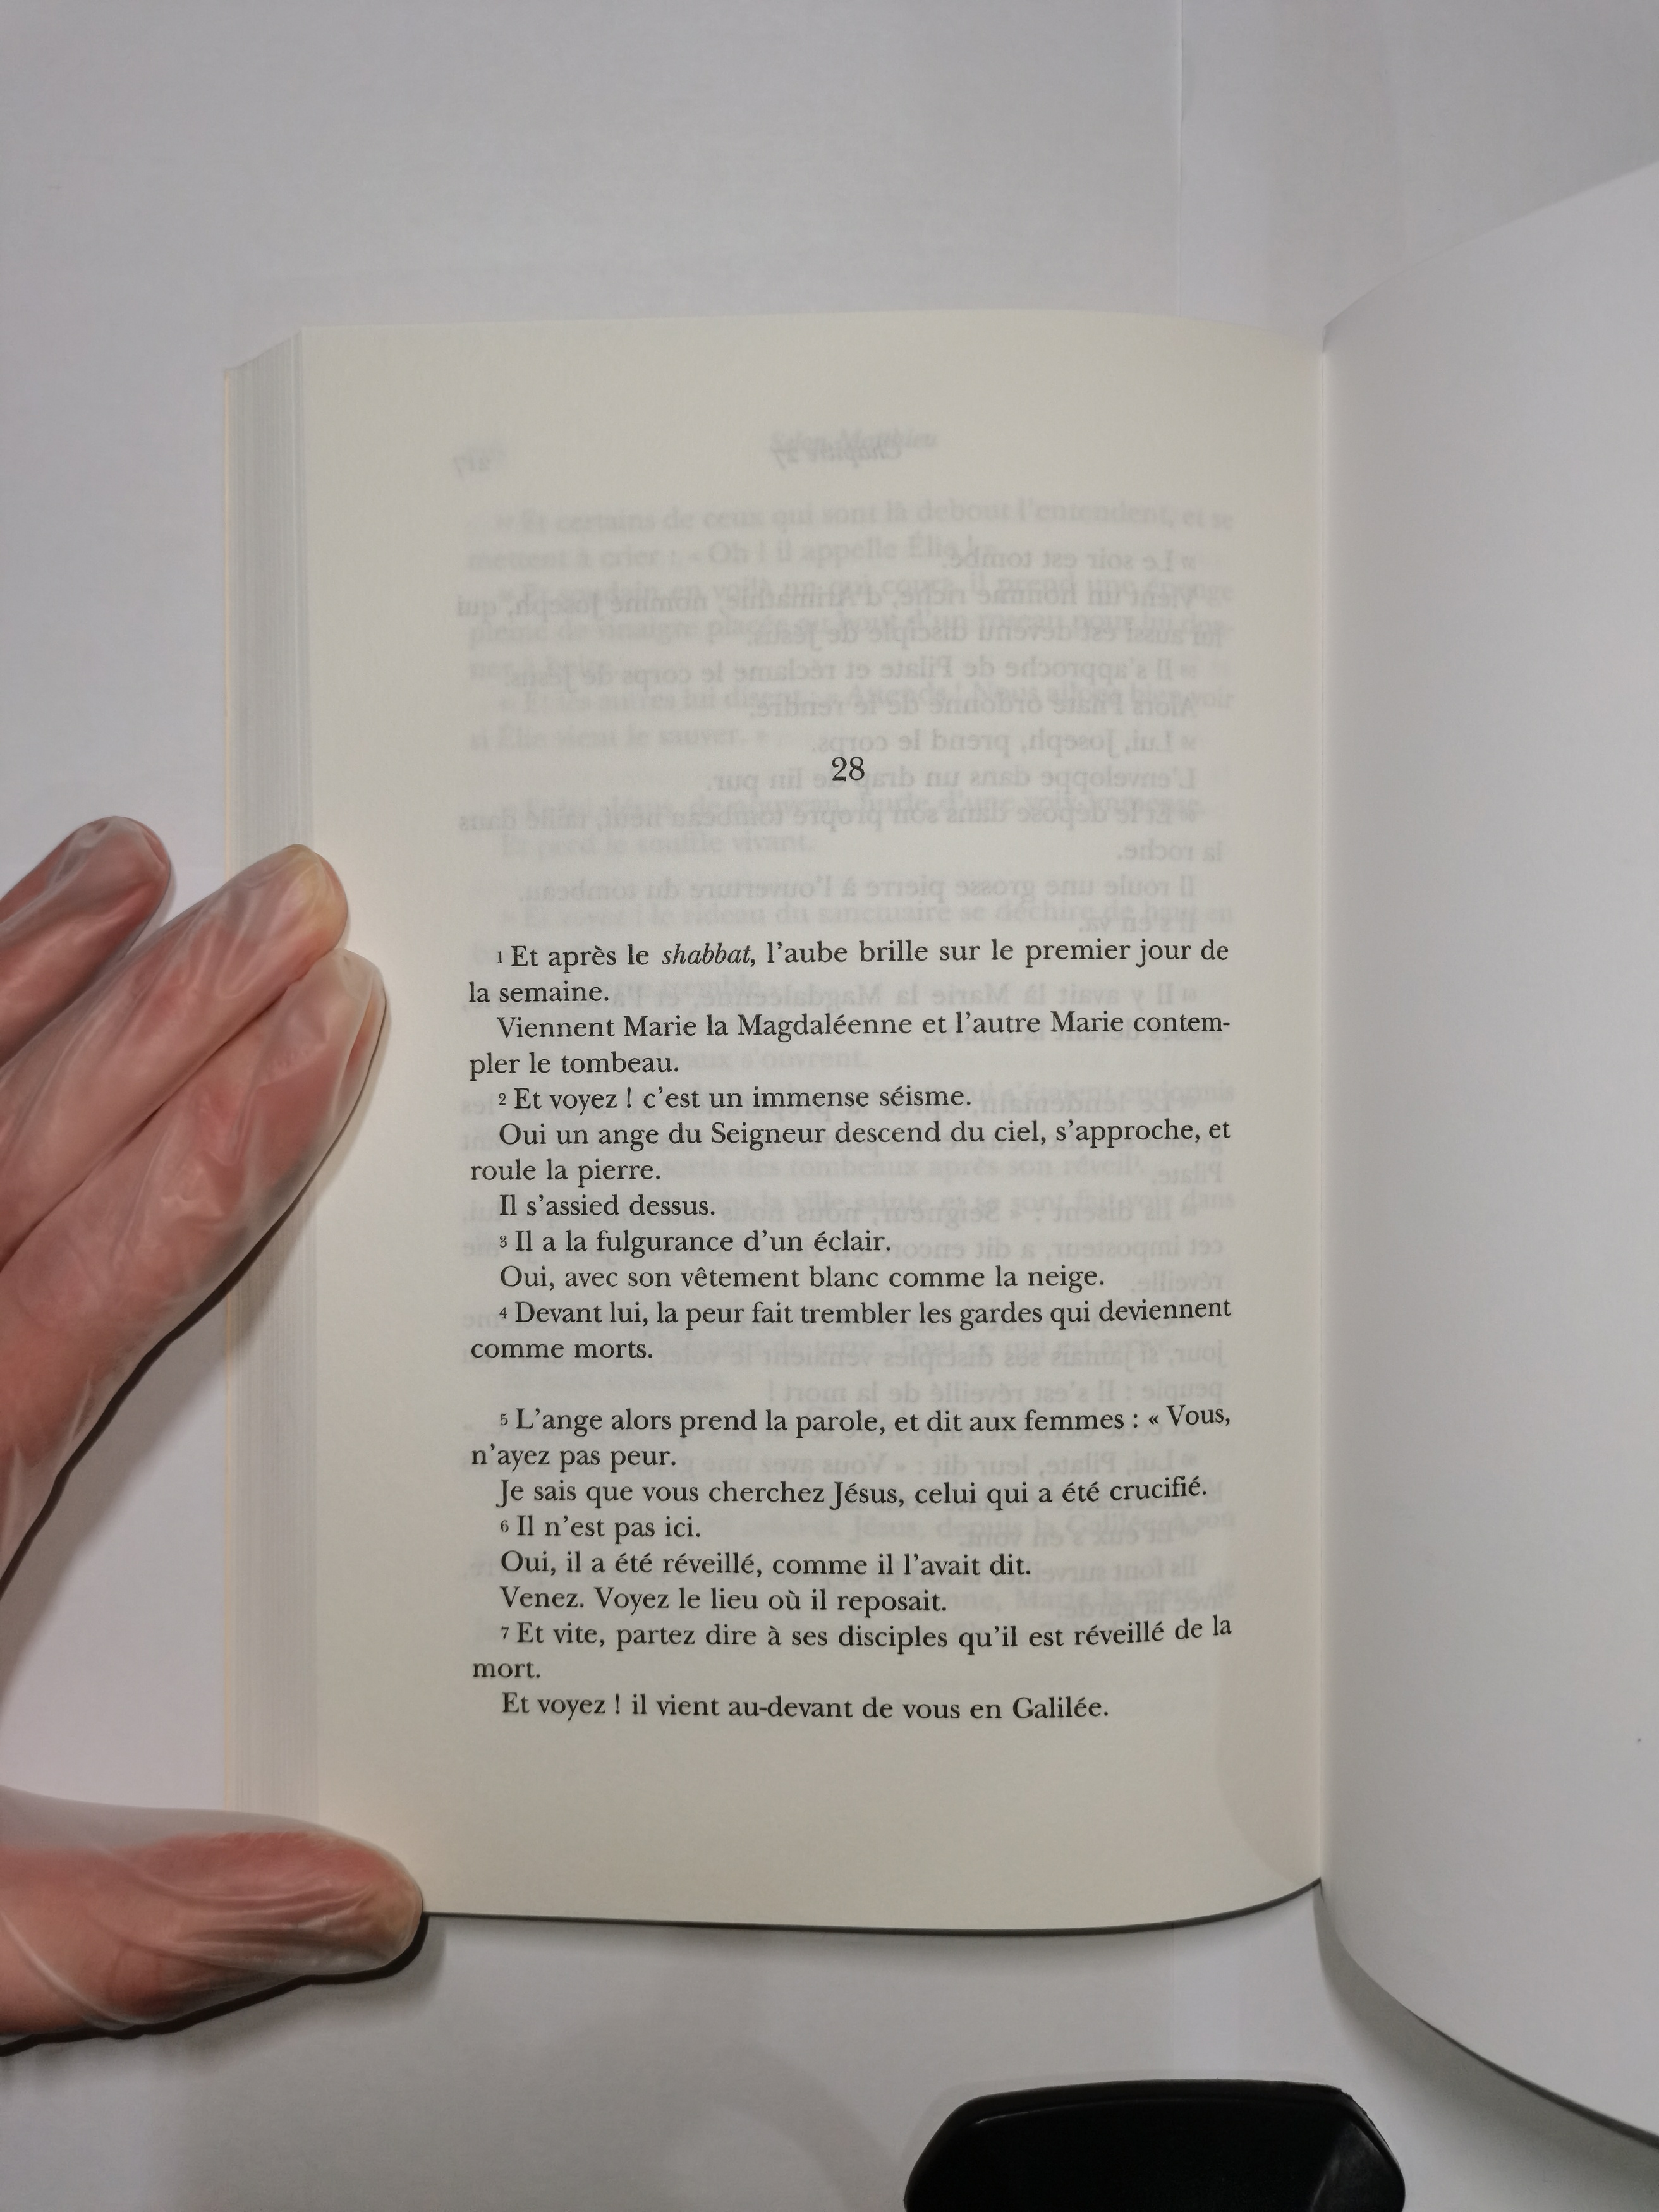 28
1 Et après le shabbat, l'aube brille sur le premier jour de
la semaine.
Viennent Marie la Magdaléenne et l'autre Marie contem-
pler le tombeau.
2 Et voyez ! c'est un immense séisme.
Oui un ange du Seigneur descend du ciel, s'approche, et
roule la pierre.
Il s'assied dessus.
3 Il a la fulgurance d'un éclair.
Oui, avec son vêtement blanc comme la neige.
4 Devant lui, la peur fait trembler les gardes qui deviennent
comme morts.
5 L'ange alors prend la parole, et dit aux femmes : « Vous,
n'ayez pas peur.
Je sais que vous cherchez Jésus, celui qui a été crucifié.
6 Il n'est pas ici.
Oui, il a été réveillé, comme il l'avait dit.
Venez. Voyez le lieu où il reposait.
7 Et vite, partez dire à ses disciples qu'il est réveillé de la
mort.
Et voyez ! il vient au-devant de vous en Galilée.